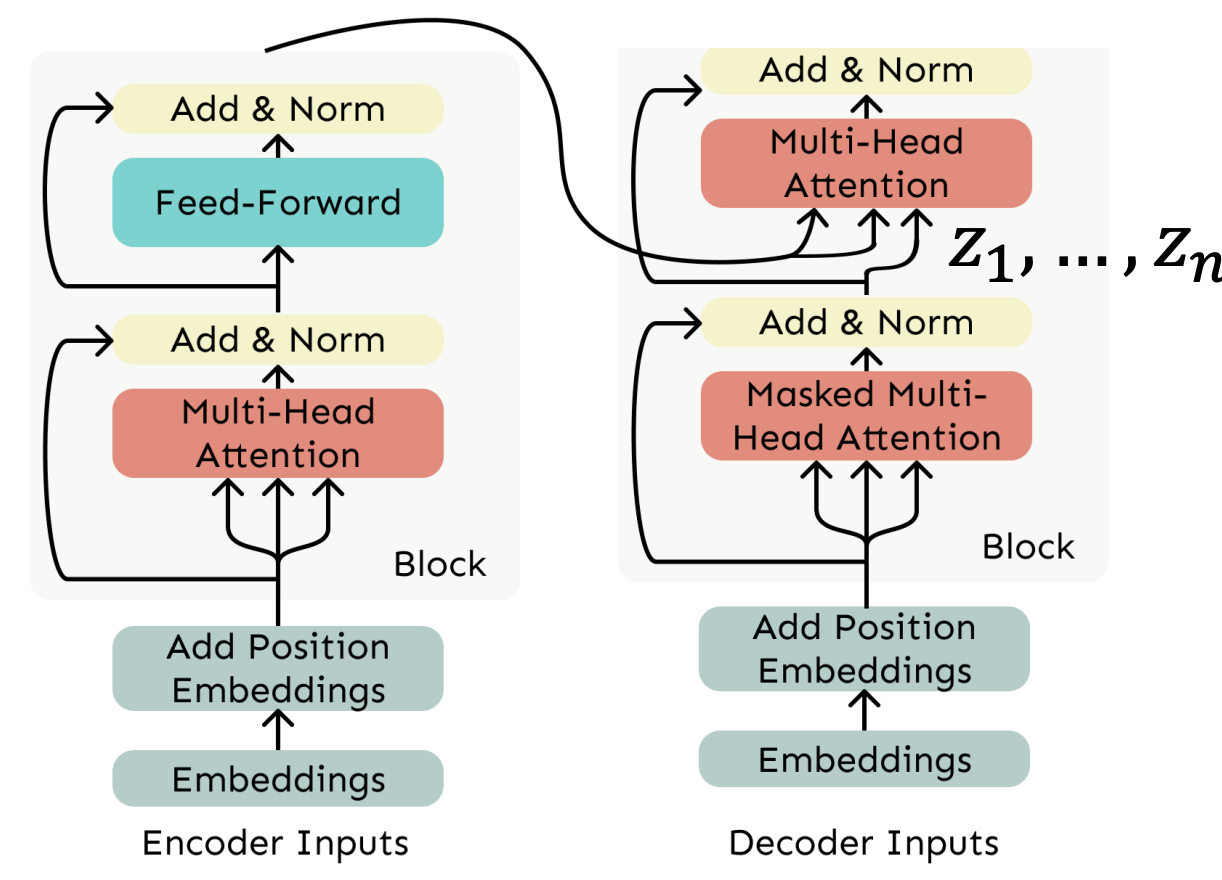 Add & Norm
Feed-Forward
Add & Norm
Multi-Head
Attention
Block
Add Position
Embeddings
Embeddings
Encoder Inputs
Add & Norm
Multi-Head
Attention
z₁, … , zₙ
Add & Norm
Masked Multi-
Head Attention
Block
Add Position
Embeddings
Embeddings
Decoder Inputs